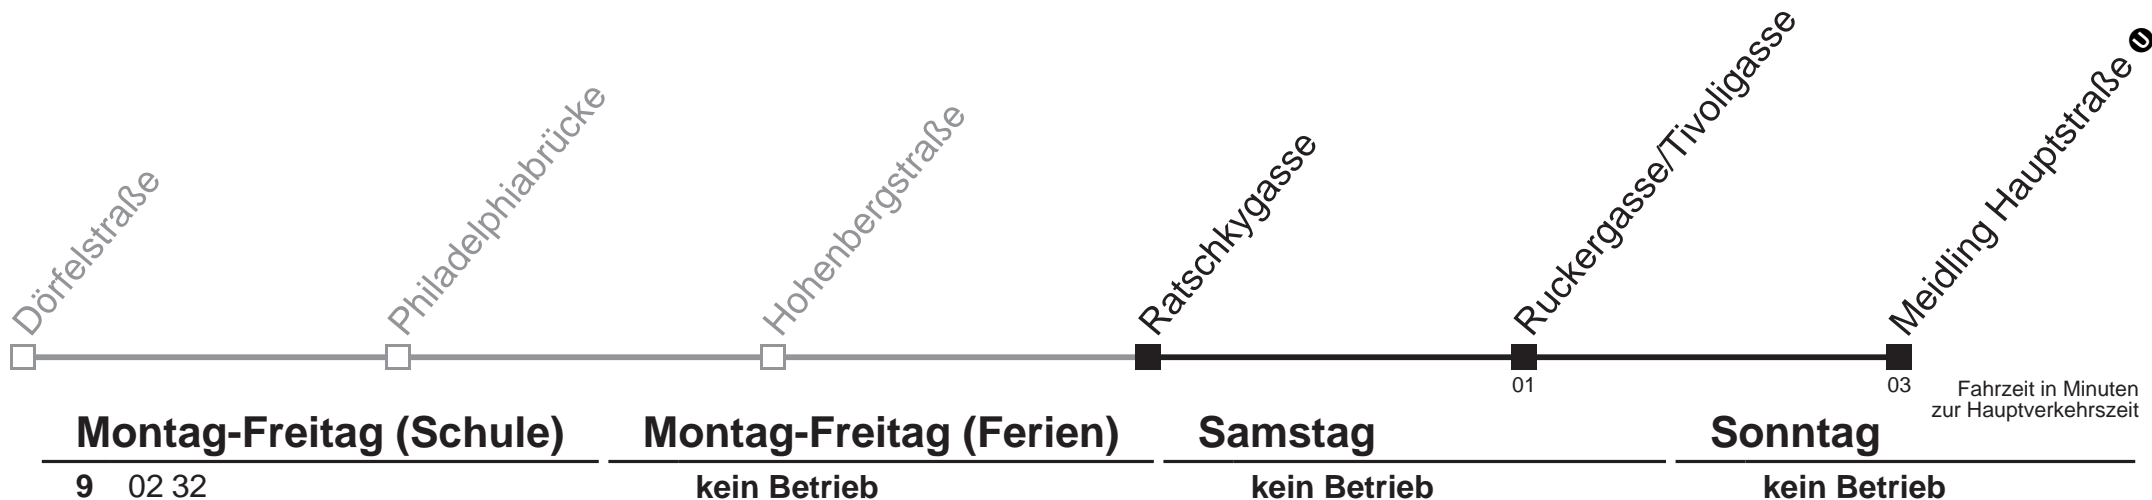 Dörfelstraße
Philadelphiabrücke
Hohenbergstraße
Ratschkygasse
Ruckergasse/Tivoligasse
Meidling Hauptstraße U
01
03
Fahrzeit in Minuten
zur Hauptverkehrszeit
Montag-Freitag (Schule)
Montag-Freitag (Ferien)
Samstag
Sonntag
9 02 32
kein Betrieb
kein Betrieb
kein Betrieb